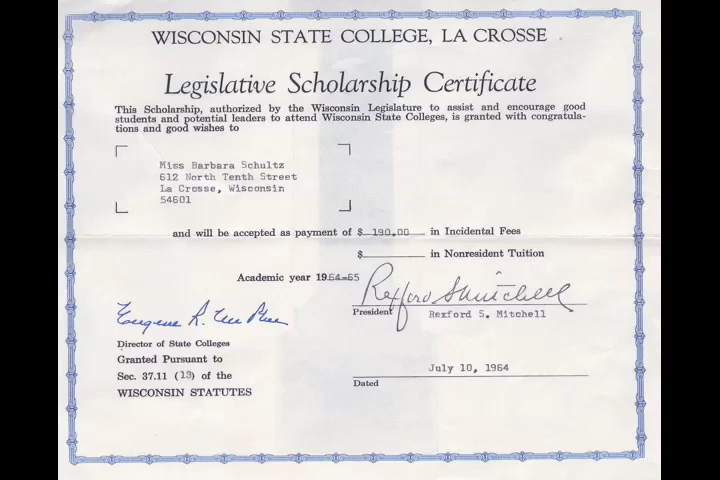 WISCONSIN STATE COLLEGE, LA CROSSE
Legislative Scholarship Certificate
This Scholarship, authorized by the Wisconsin Legislature to assist and encourage good
students and potential leaders to attend Wisconsin State Colleges, is granted with congratula-
tions and good wishes to
Miss Barbara Schultz
612 North Tenth Street
La Crosse, Wisconsin
54601
and will be accepted as payment of $ 190.00 in Incidental Fees
$ in Nonresident Tuition
Academic year 1964-65
Rexford S. Mitchell
President
Rexford S. Mitchell
Eugene R.
Director of State Colleges
Granted Pursuant to
Sec. 37.11 (13) of the
WISCONSIN STATUTES
July 10, 1964
Dated